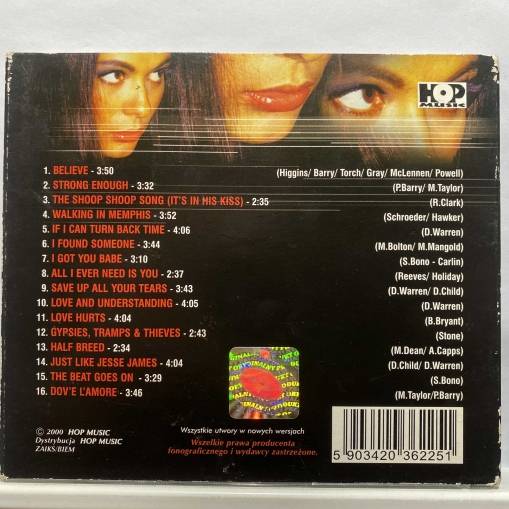 HOP
MUSIC
1. BELIEVE - 3:50 (Higgins/ Barry/ Torch/ Gray/ McLennen/ Powell)
2. STRONG ENOUGH - 3:32 (P.Barry/ M.Taylor)
3. THE SHOOP SHOOP SONG (IT'S IN HIS KISS) - 2:35 (R.Clark)
4. WALKING IN MEMPHIS - 3:52 (Schroeder/ Hawker)
5. IF I CAN TURN BACK TIME - 4:06 (D.Warren)
6. I FOUND SOMEONE - 3:44 (M.Bolton/ M.Mangold)
7. I GOT YOU BABE - 3:10 (S.Bono - Carlin)
8. ALL I EVER NEED IS YOU - 2:37 (Reeves/ Holiday)
9. SAVE UP ALL YOUR TEARS - 3:43 (D.Warren/ D.Child)
10. LOVE AND UNDERSTANDING - 4:05 (D.Warren)
11. LOVE HURTS - 4:04 (B.Bryant)
12. GYPSIES, TRAMPS & THIEVES - 2:43 (Stone)
13. HALF BREED - 2:34 (M.Dean/ A.Capps)
14. JUST LIKE JESSE JAMES - 4:04 (D.Child/ D.Warren)
15. THE BEAT GOES ON - 3:29 (S.Bono)
16. DOV'E L'AMORE - 3:46 (M.Taylor/P.Barry)
© 2000 HOP MUSIC
Dystrybucja HOP MUSIC
ZAIKS/BIEM
Wszystkie utwory w nowych wersjach
Wszelkie prawa producenta
fonograficznego i wydawcy zastrzeżone.
5 903420 362251